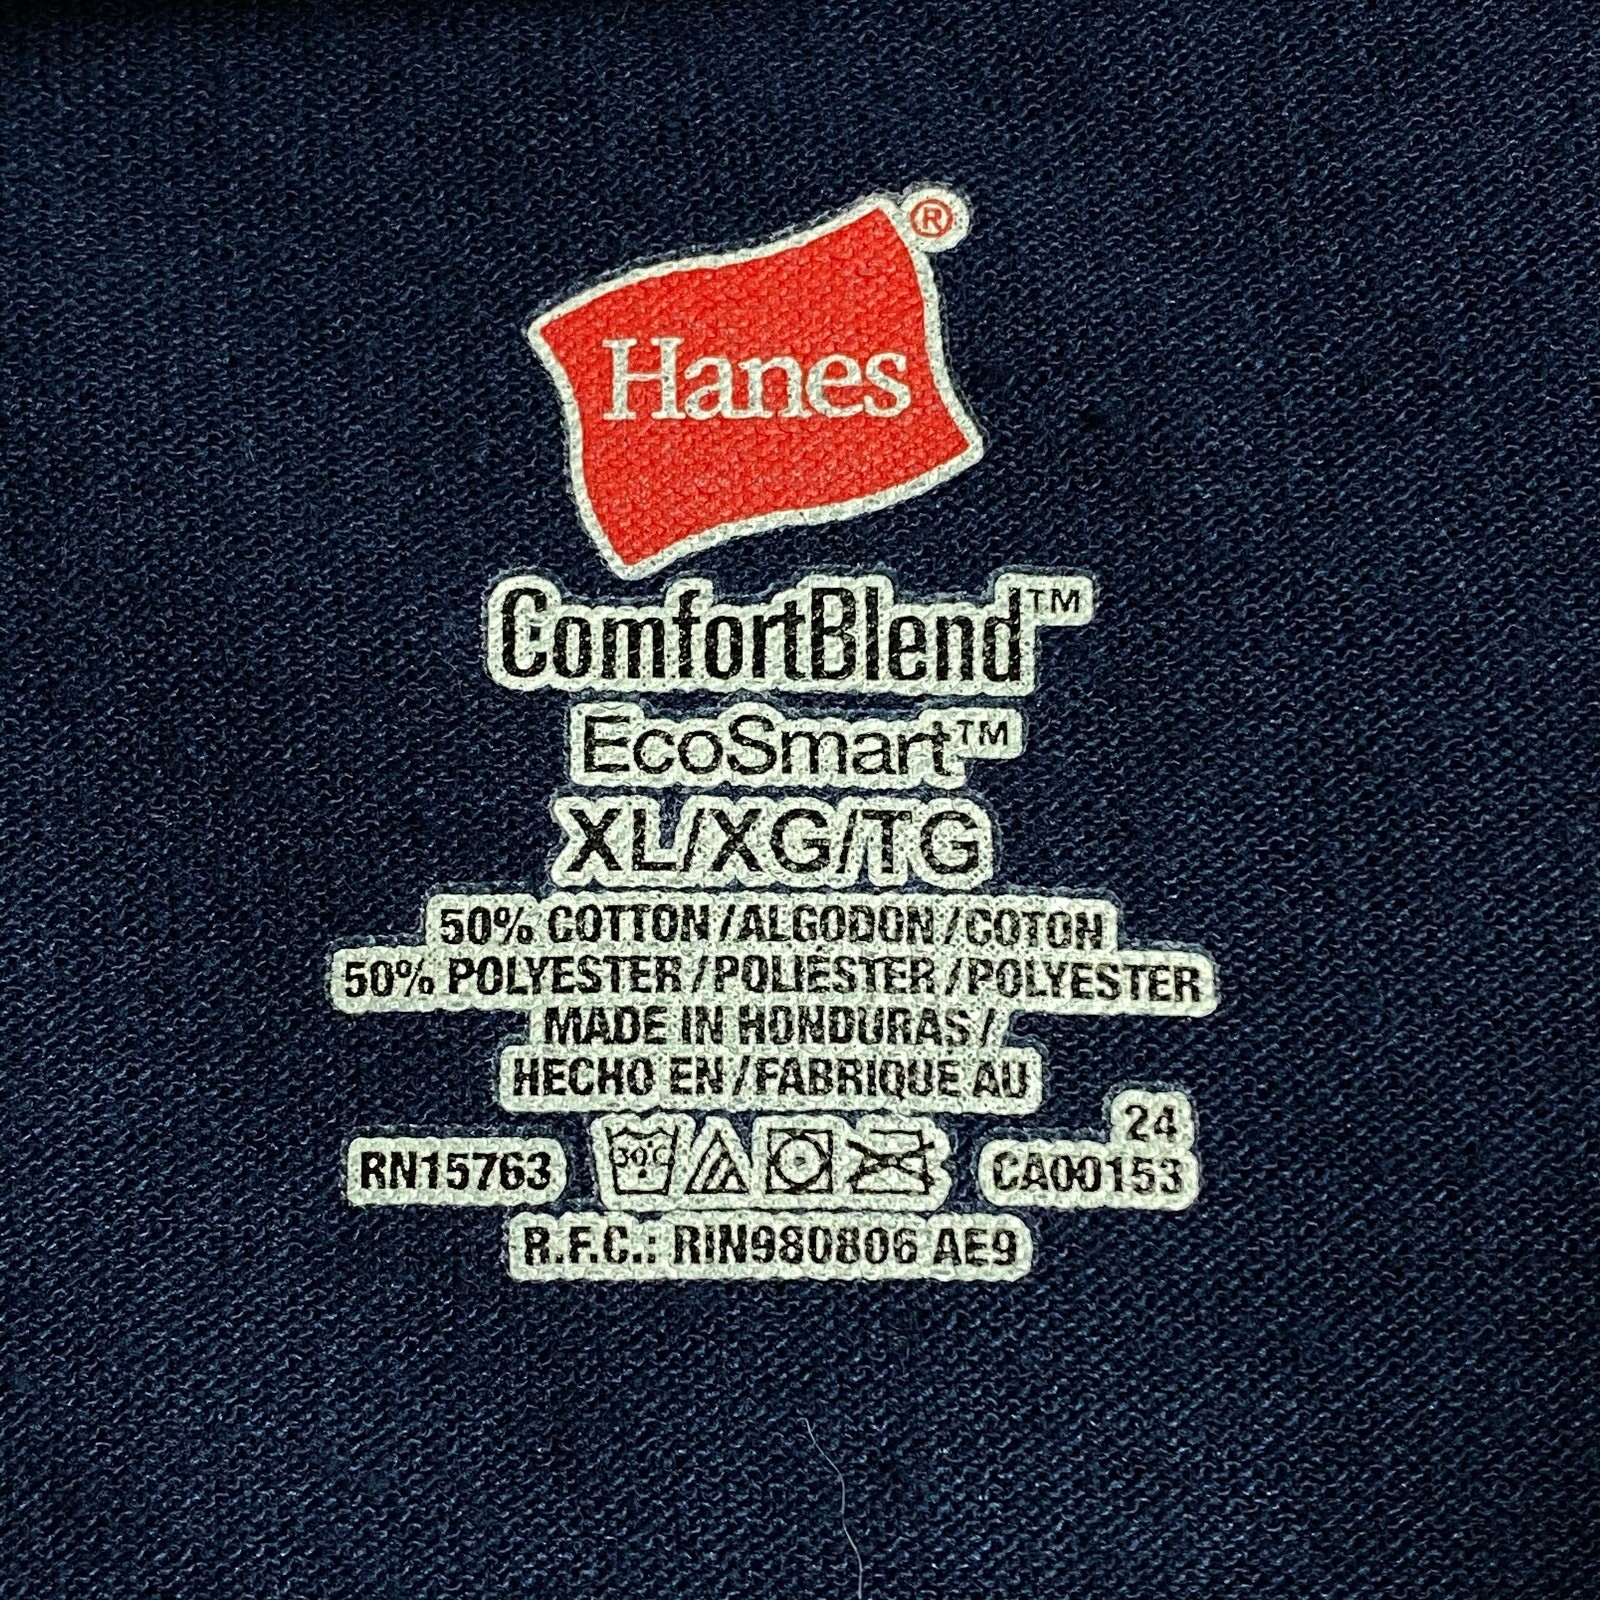 Hanes®
ComfortBlend™
EcoSmart™
XL/XG/TG
50% COTTON/ALGODON/COTON
50% POLYESTER/POLIÉSTER/POLYESTER
MADE IN HONDURAS/
HECHO EN/FABRIQUE AU
24
RN15763 30°C CA00153
R.F.C.: RIN980806 AE9